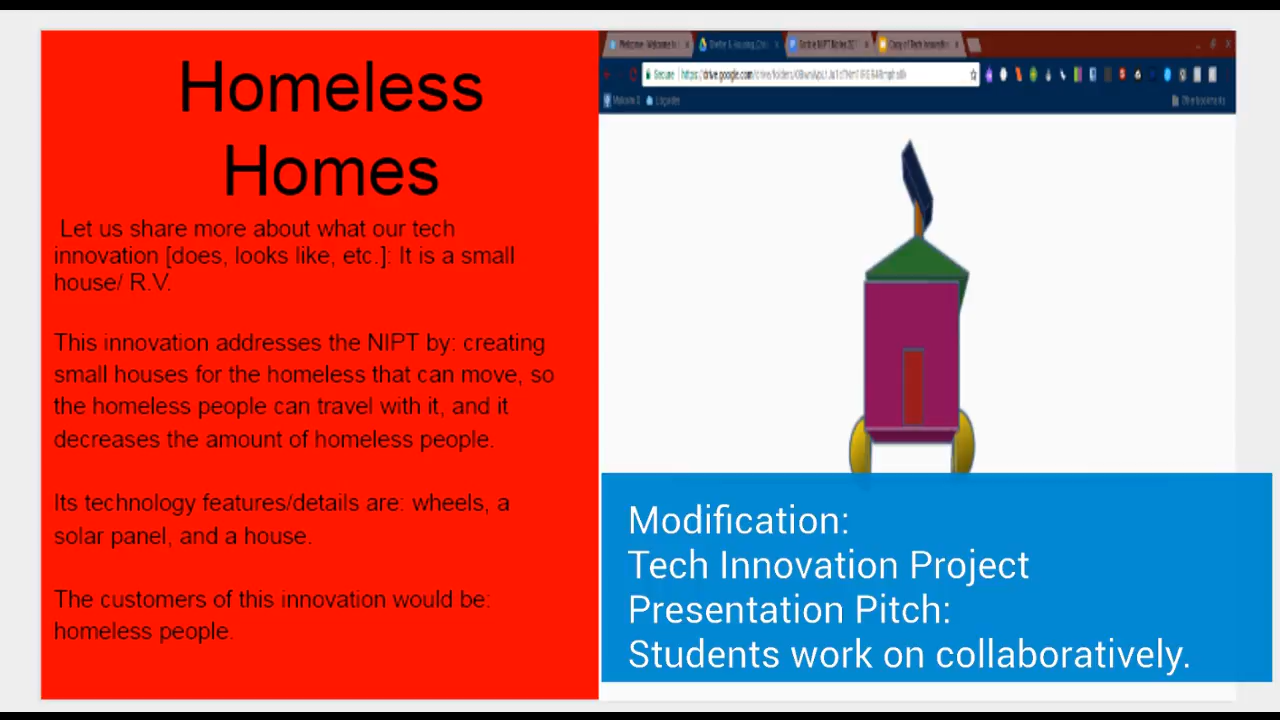 Homeless
Homes
Let us share more about what our tech
innovation [does, looks like, etc.]: It is a small
house/ R.V.
This innovation addresses the NIPT by: creating
small houses for the homeless that can move, so
the homeless people can travel with it, and it
decreases the amount of homeless people.
Its technology features/details are: wheels, a
solar panel, and a house.
The customers of this innovation would be:
homeless people.
Secure
Modification:
Tech Innovation Project
Presentation Pitch:
Students work on collaboratively.